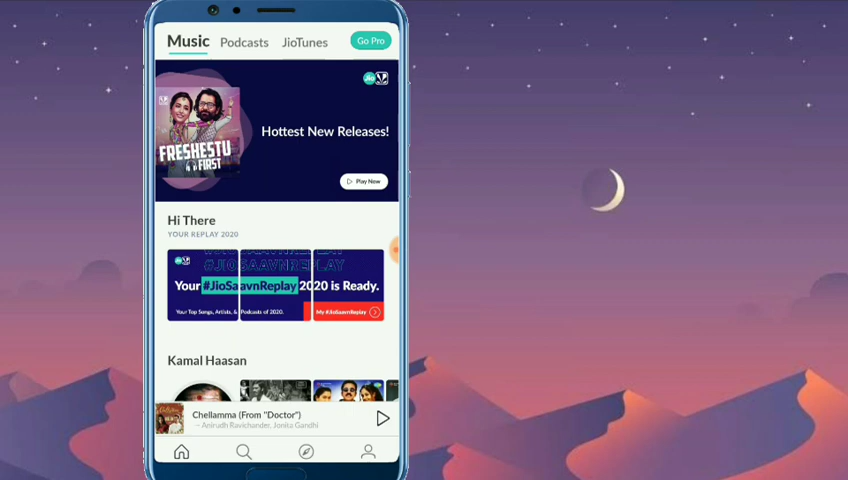 Music Podcasts JioTunes Go Pro
Jio
FRESHESTU
FIRST
Hottest New Releases!
Play Now
Hi There
YOUR REPLAY 2020
#JIOSAAVNREPLAY
#JIOSAAVNREPLAY
Your #JioSaavnReplay 2020 is Ready.
Your Top Songs, Artists, & Podcasts of 2020.
My #JioSaavnReplay
Kamal Haasan
Chellamma (From "Doctor")
- Anirudh Ravichander, Jonita Gandhi